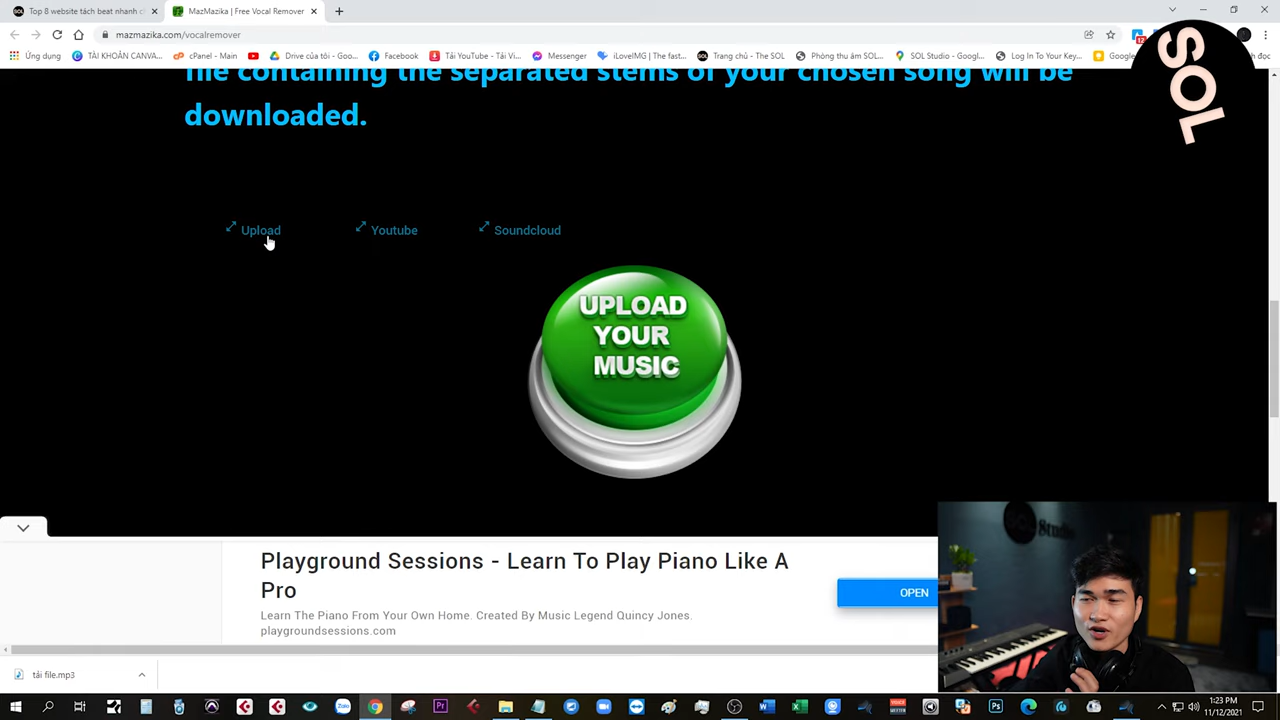 Top 8 website tách beat nhanh c
MazMazika | Free Vocal Remover
mazmazika.com/vocalremover
Ứng dụng
TÀI KHOẢN CANVA...
cPanel - Main
Drive của tôi - Goo...
Facebook
Tải YouTube - Tải Vi...
Messenger
iLoveIMG | The fast...
Trang chủ - The SOL
Phòng thu âm SOL...
SOL Studio - Googl...
Log In To Your Key...
Google
đọc
SOL
file containing the separated stems of your chosen song will be
downloaded.
Upload
Youtube
Soundcloud
UPLOAD
YOUR
MUSIC
Playground Sessions - Learn To Play Piano Like A
Pro
Learn The Piano From Your Own Home. Created By Music Legend Quincy Jones.
playgroundsessions.com
OPEN
SOL Studio
tải file.mp3
1:23 PM
11/12/2021